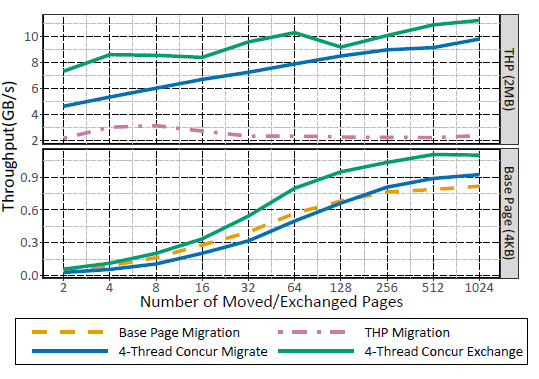 Throughput(GB/s)
10
8
6
4
2
THP (2MB)
0.9
0.6
0.3
0.0
Base Page (4KB)
2 4 8 16 32 64 128 256 512 1024
Number of Moved/Exchanged Pages
Base Page Migration THP Migration
4-Thread Concur Migrate 4-Thread Concur Exchange